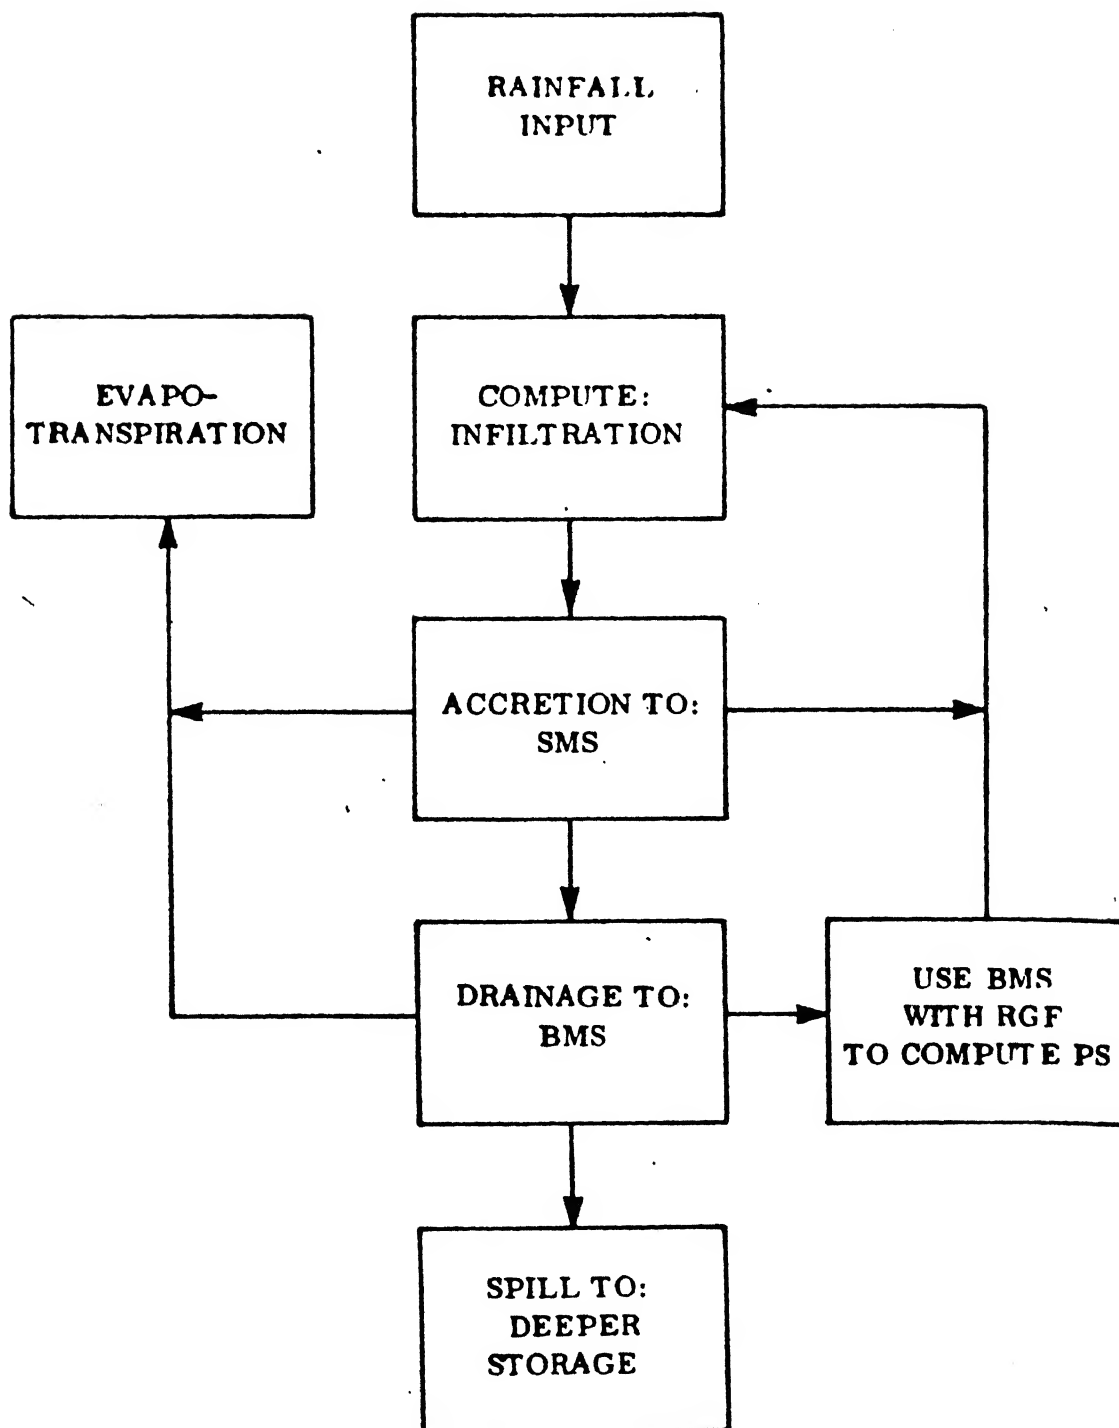 RAINFALL
INPUT
EVAPO-
TRANSPIRATION
COMPUTE:
INFILTRATION
ACCRETION TO:
SMS
DRAINAGE TO:
BMS
USE BMS
WITH RGF
TO COMPUTE PS
SPILL TO:
DEEPER
STORAGE